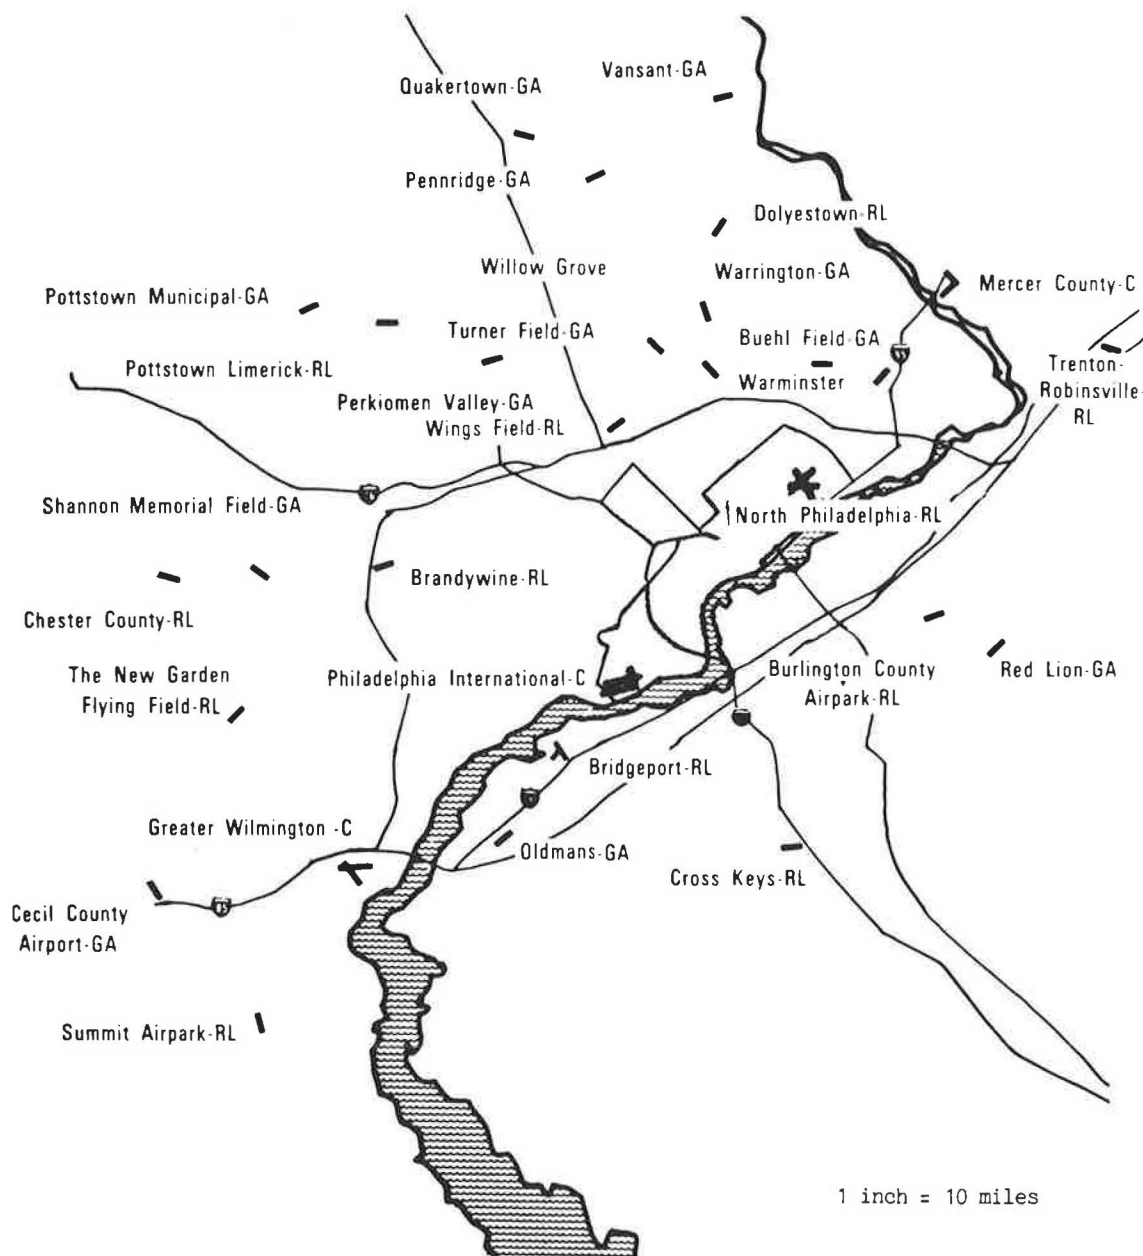 Vansant-GA
Quakertown-GA
Pennridge-GA
Dolyestown-RL
Willow Grove
Warrington-GA
Mercer County-C
Pottstown Municipal-GA
Turner Field-GA
Buehl Field-GA
Pottstown Limerick-RL
Trenton-
Robinsville-
RL
Warminster
Perkiomen Valley-GA
Wings Field-RL
Shannon Memorial Field-GA
North Philadelphia-RL
Brandywine-RL
Chester County-RL
The New Garden
Flying Field-RL
Philadelphia International-C
Burlington County
Airpark-RL
Red Lion-GA
Bridgeport-RL
Greater Wilmington -C
Oldmans-GA
Cross Keys-RL
Cecil County
Airport-GA
Summit Airpark-RL
1 inch = 10 miles